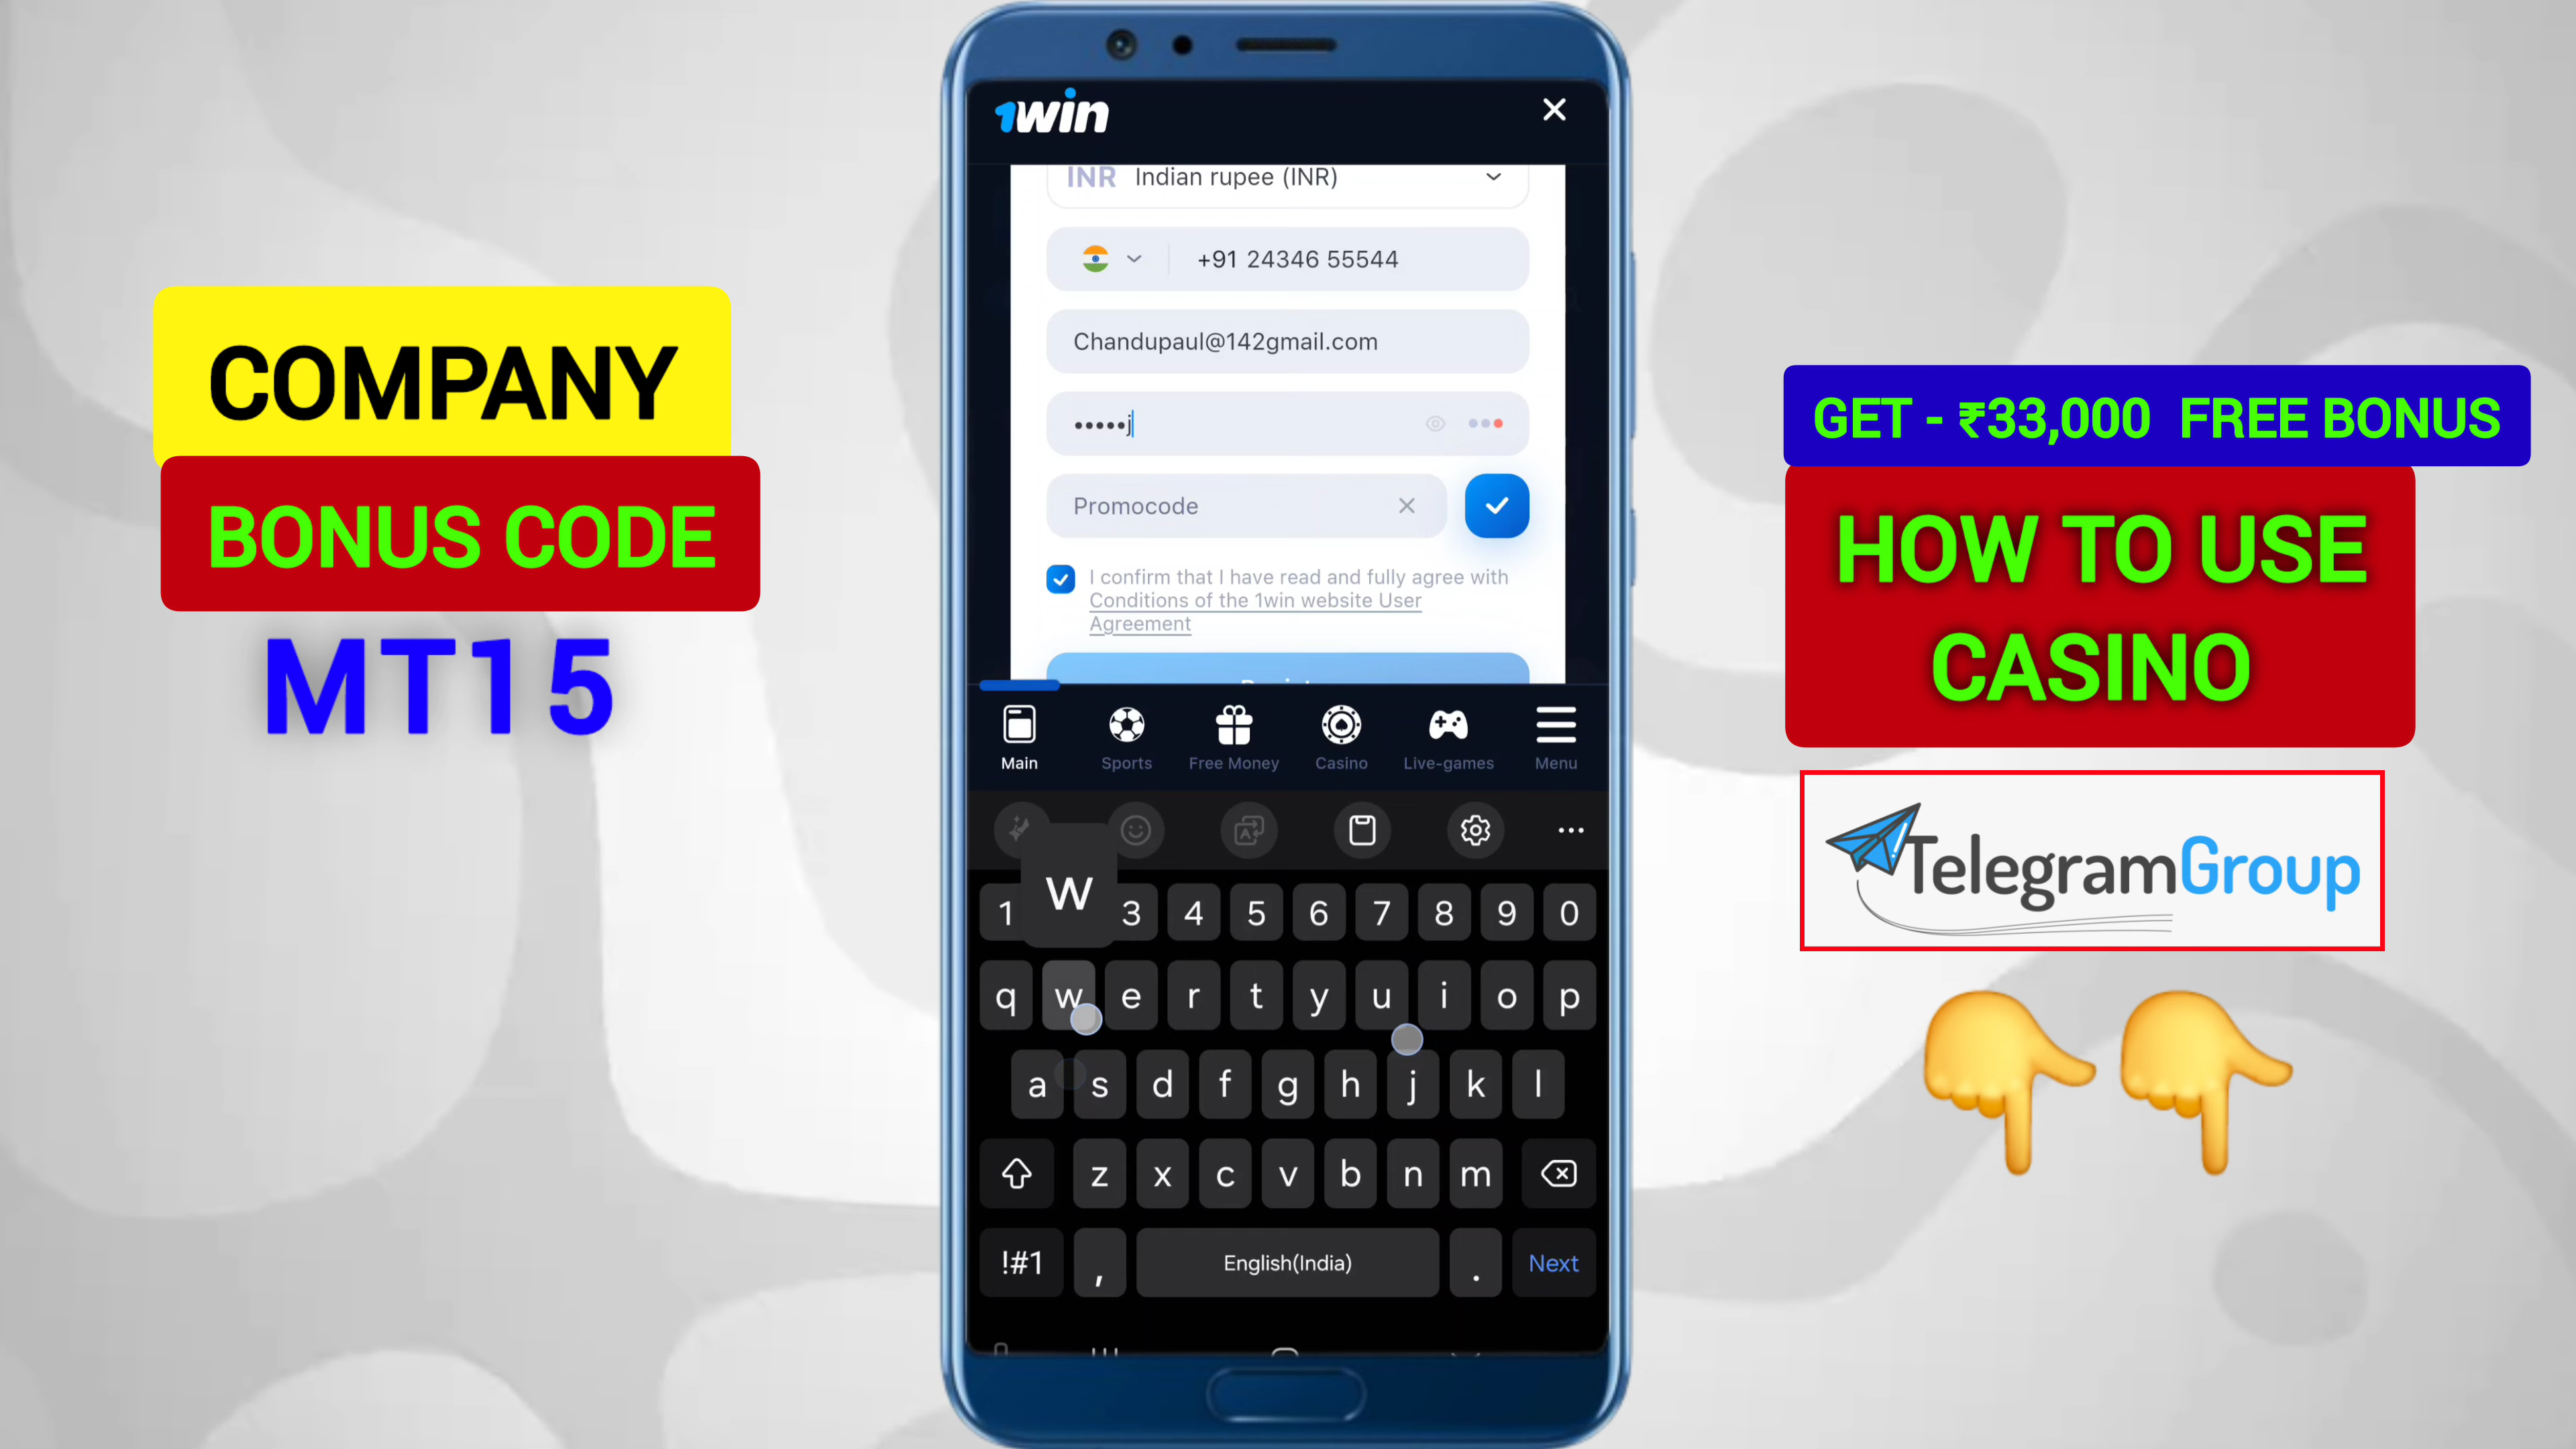 COMPANY
BONUS CODE
MT15
1win
INR Indian rupee (INR)
+91 24346 55544
Chandupaul@142gmail.com
•••••j
Promocode
I confirm that I have read and fully agree with
Conditions of the 1win website User
Agreement
Main Sports Free Money Casino Live-games Menu
w
1 3 4 5 6 7 8 9 0
q w e r t y u i o p
a s d f g h j k l
z x c v b n m
!#1 , English(India) . Next
GET - ₹33,000 FREE BONUS
HOW TO USE
CASINO
TelegramGroup